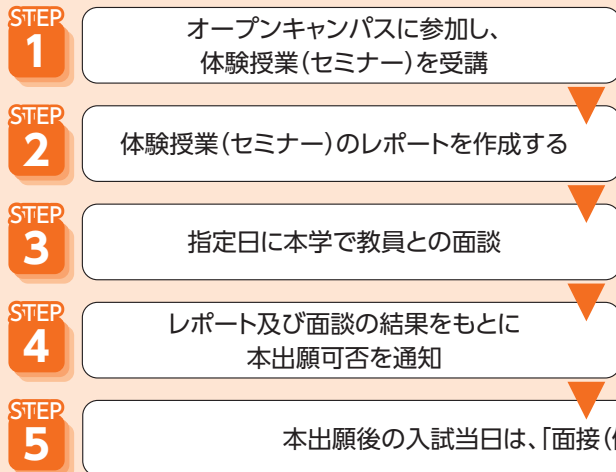 STEP
1
オープンキャンパスに参加し、
体験授業(セミナー)を受講
STEP
2
体験授業(セミナー)のレポートを作成する
STEP
3
指定日に本学で教員との面談
STEP
4
レポート及び面談の結果をもとに
本出願可否を通知
STEP
5
本出願後の入試当日は、「面接(